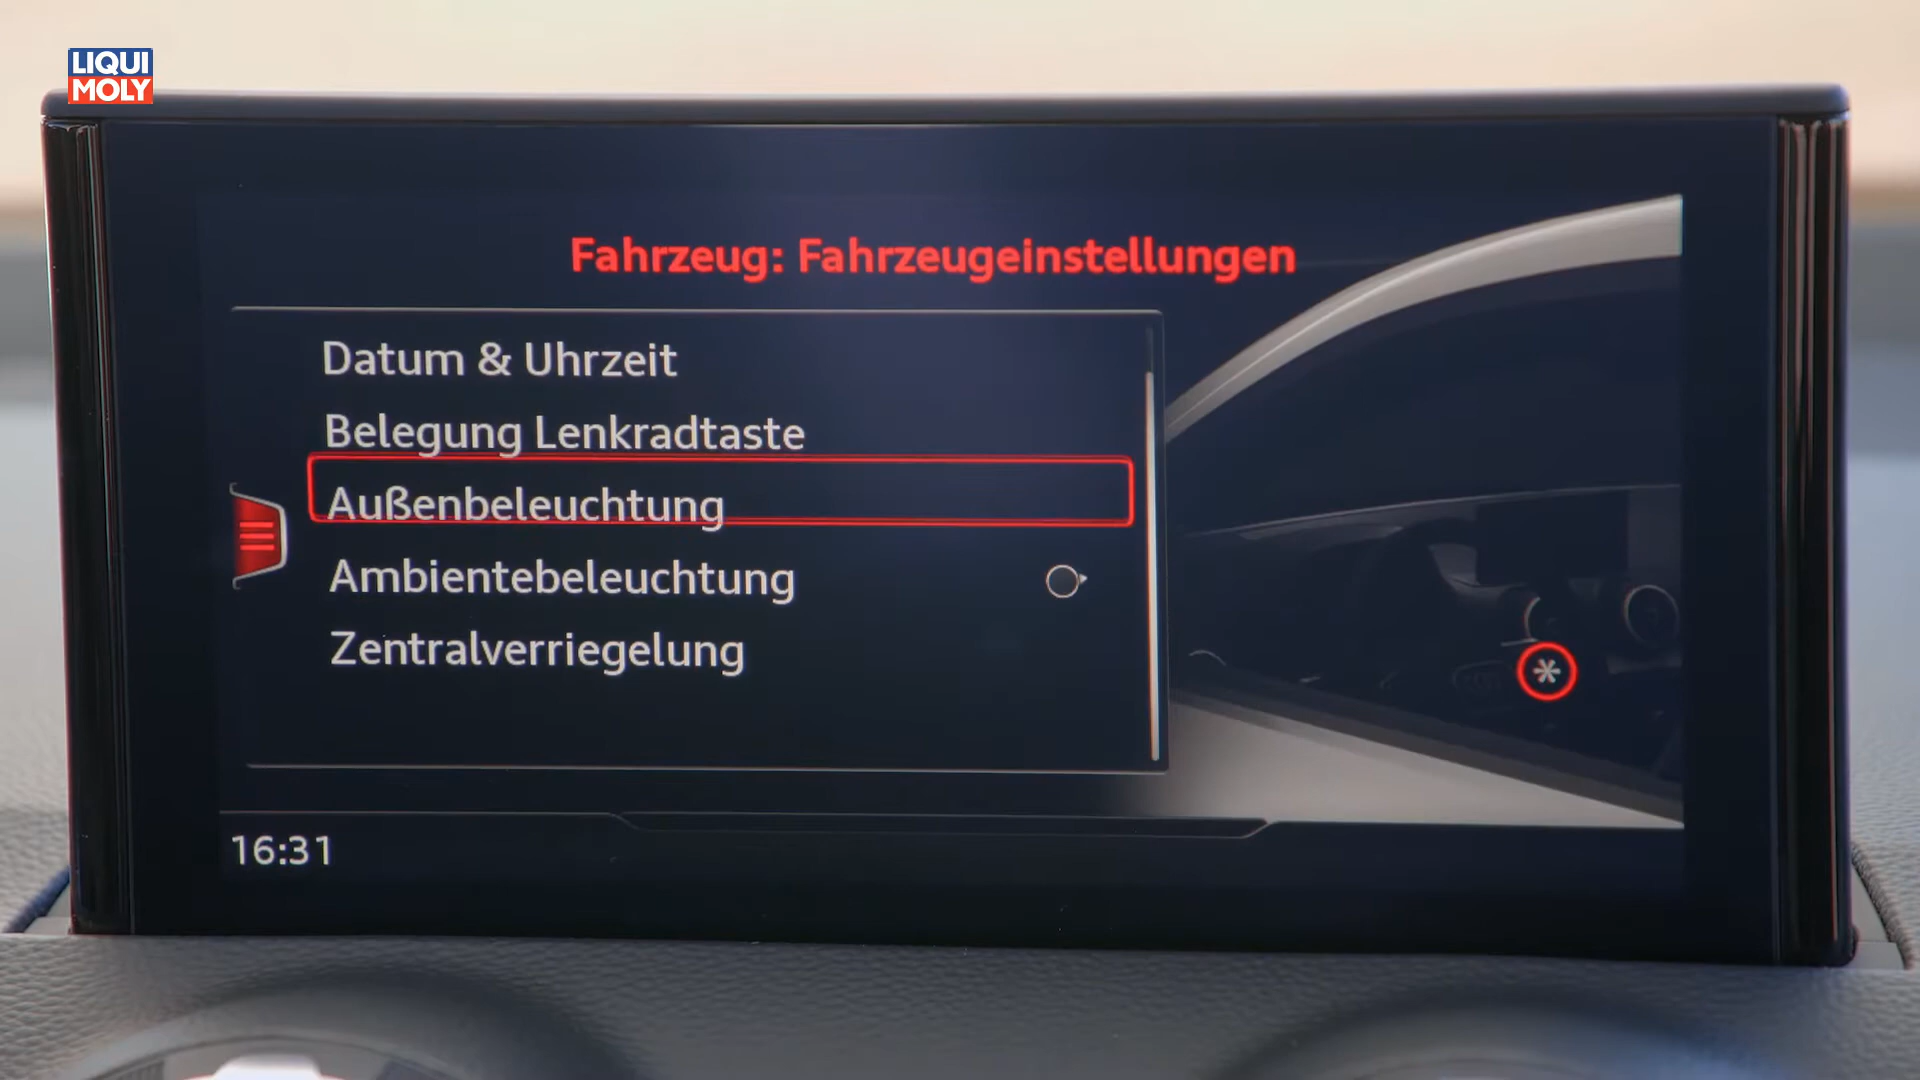 LIQUI
MOLY
Fahrzeug: Fahrzeugeinstellungen
Datum & Uhrzeit
Belegung Lenkradtaste
Außenbeleuchtung
Ambientebeleuchtung
Zentralverriegelung
16:31